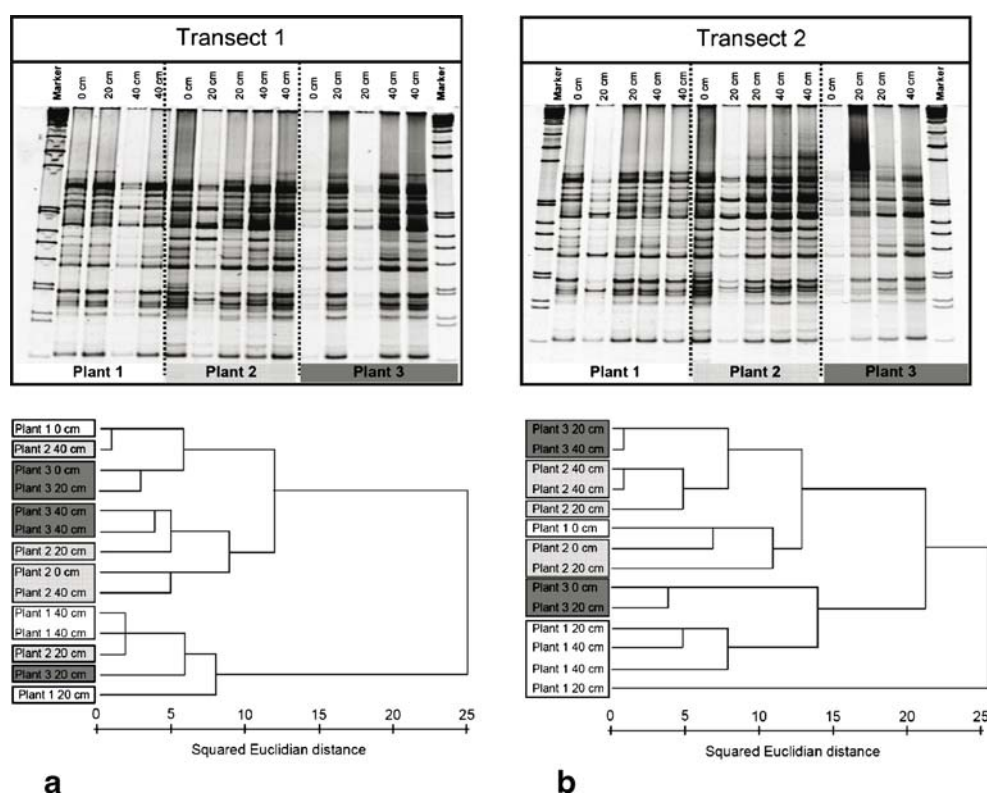 Transect 1
Marker 0 cm 20 cm 40 cm 40 cm 0 cm 20 cm 20 cm 40 cm 40 cm 0 cm 20 cm 20 cm 40 cm 40 cm Marker
Plant 1 Plant 2 Plant 3
Plant 1 0 cm
Plant 2 40 cm
Plant 3 0 cm
Plant 3 20 cm
Plant 3 40 cm
Plant 3 40 cm
Plant 2 20 cm
Plant 2 0 cm
Plant 2 40 cm
Plant 1 40 cm
Plant 1 40 cm
Plant 2 20 cm
Plant 3 20 cm
Plant 1 20 cm
0 5 10 15 20 25
Squared Euclidian distance
a
Transect 2
Marker 0 cm 20 cm 20 cm 40 cm 40 cm 0 cm 20 cm 20 cm 40 cm 40 cm 0 cm 20 cm 20 cm 40 cm Marker
Plant 1 Plant 2 Plant 3
Plant 3 20 cm
Plant 3 40 cm
Plant 2 40 cm
Plant 2 40 cm
Plant 2 20 cm
Plant 1 0 cm
Plant 2 0 cm
Plant 2 20 cm
Plant 3 0 cm
Plant 3 20 cm
Plant 1 20 cm
Plant 1 40 cm
Plant 1 40 cm
Plant 1 20 cm
0 5 10 15 20 25
Squared Euclidian distance
b